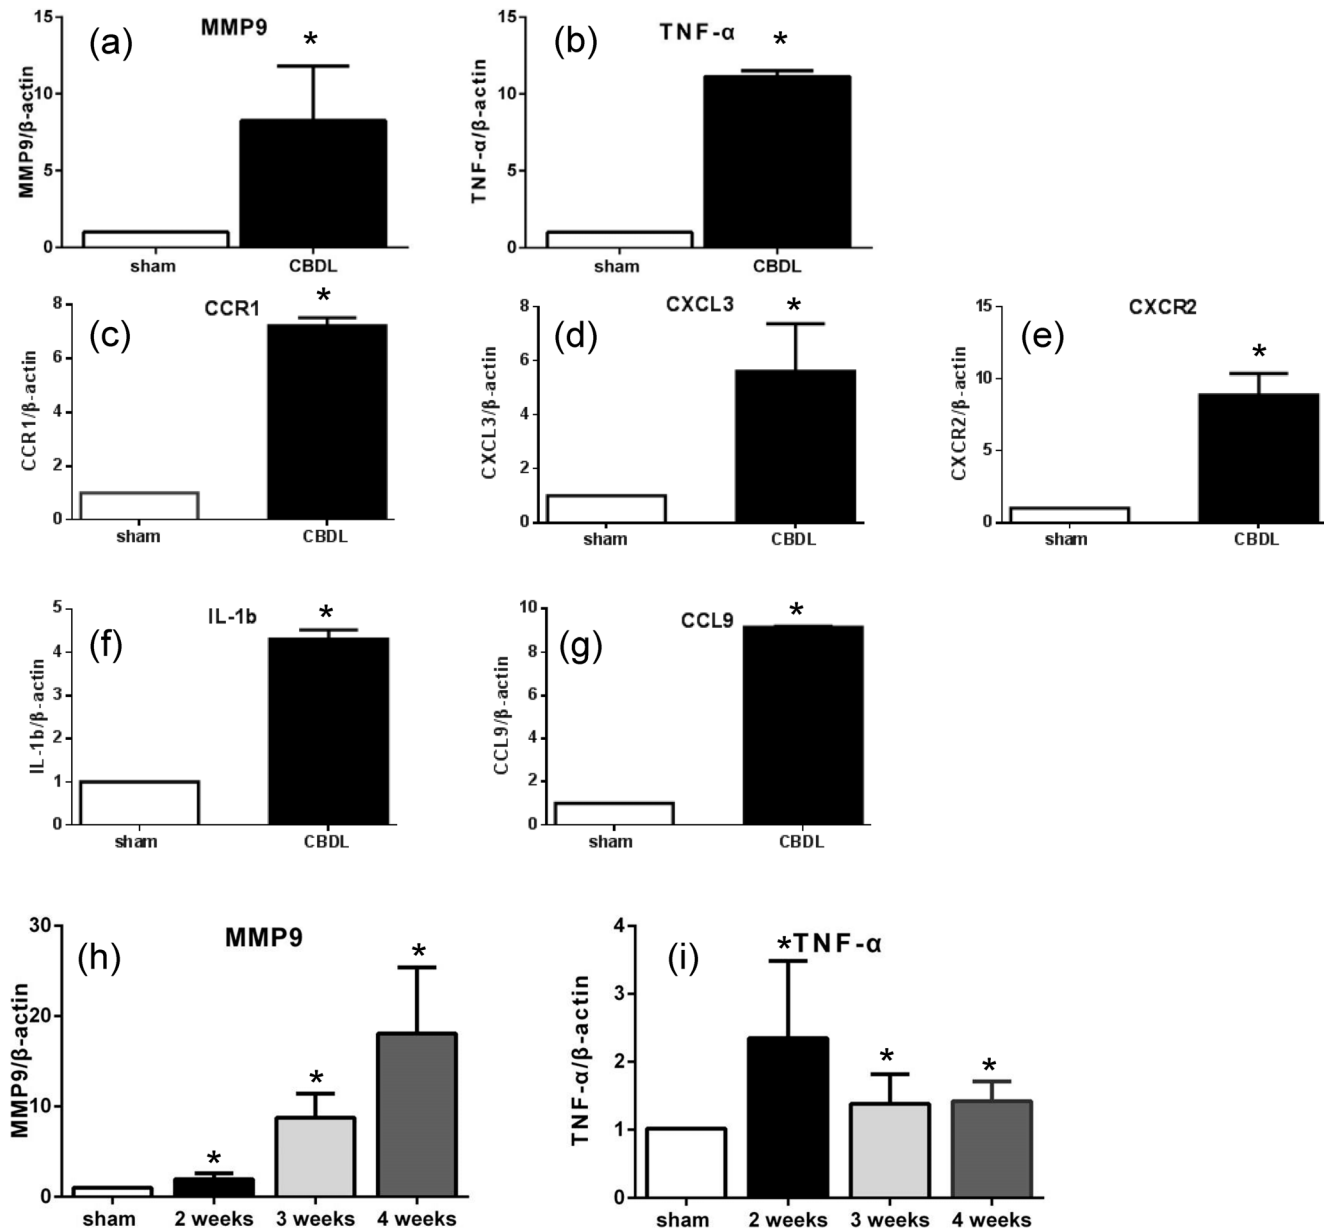 (a)
MMP9
*
MMP9/β-actin
15
10
5
0
sham
CBDL
(b)
TNF-α
*
TNF-α/β-actin
15
10
5
0
sham
CBDL
(c)
CCR1
*
CCR1/β-actin
8
6
4
2
0
sham
CBDL
(d)
CXCL3
*
CXCL3/β-actin
8
6
4
2
0
sham
CBDL
(e)
CXCR2
*
CXCR2/β-actin
15
10
5
0
sham
CBDL
(f)
IL-1b
*
IL-1b/β-actin
5
4
3
2
1
0
sham
CBDL
(g)
CCL9
*
CCL9/β-actin
10
8
6
4
2
0
sham
CBDL
(h)
MMP9
*
*
*
MMP9/β-actin
30
20
10
0
sham
2 weeks
3 weeks
4 weeks
(i)
*TNF-α
*
*
TNF-α/β-actin
4
3
2
1
0
sham
2 weeks
3 weeks
4 weeks